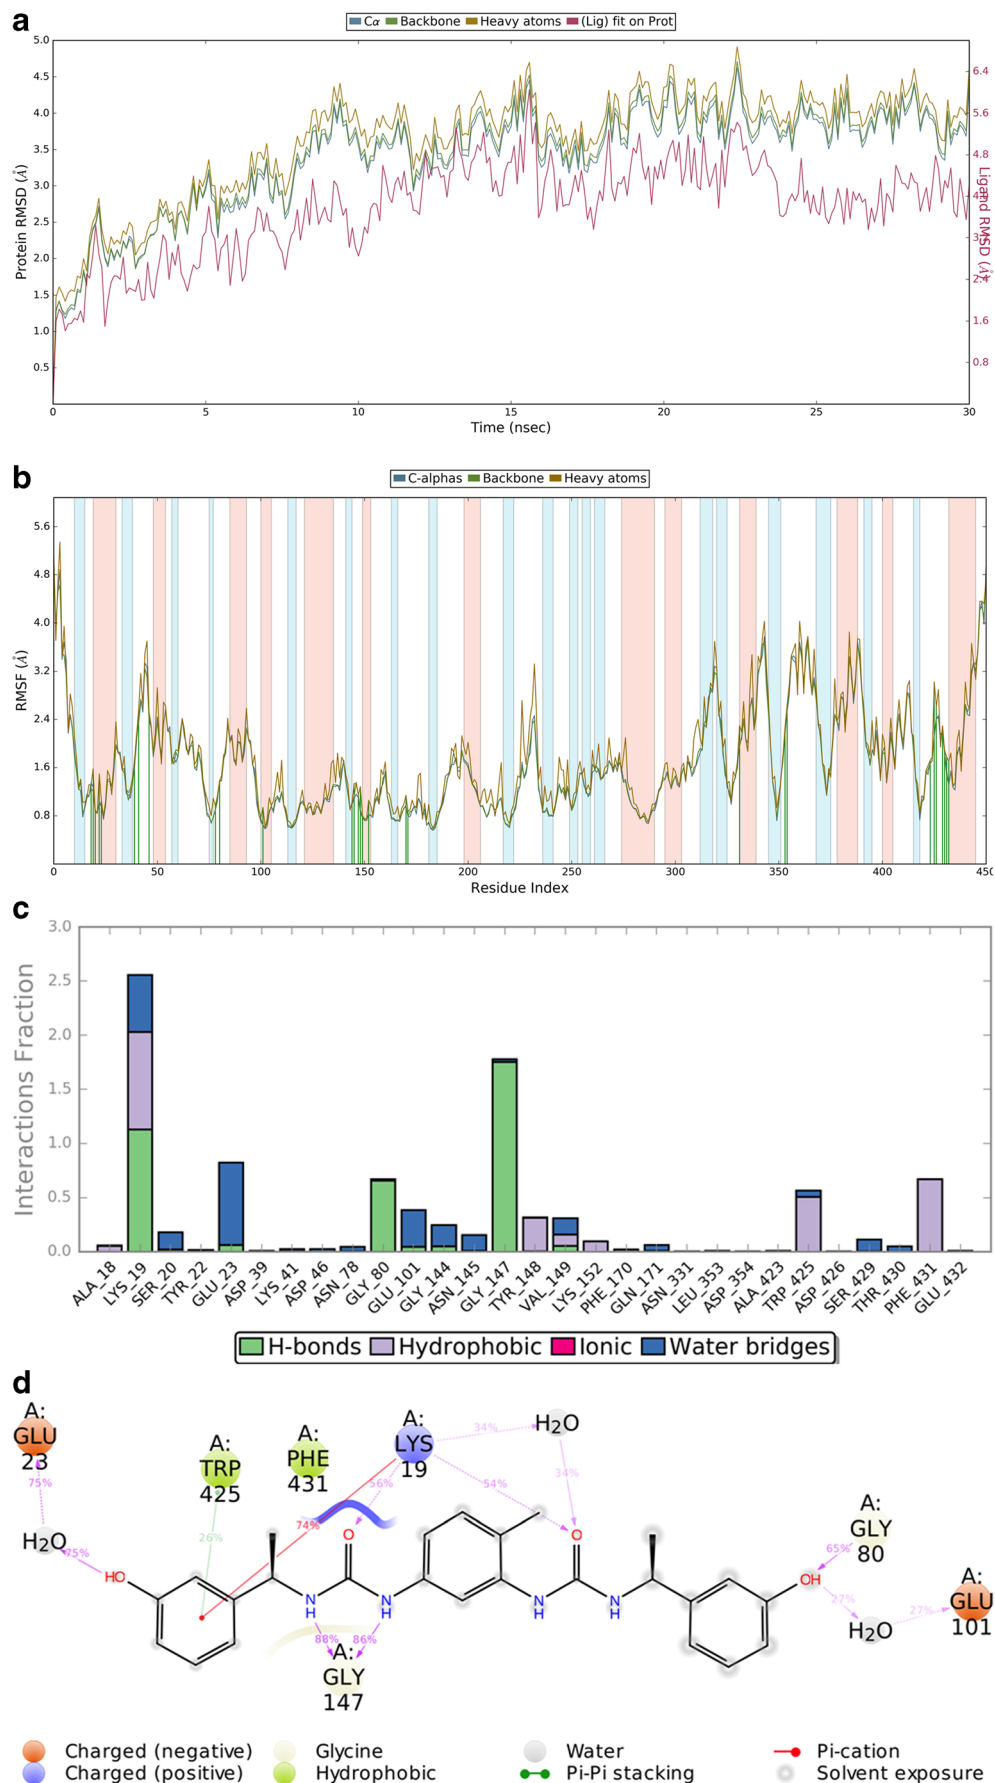 a
Cα Backbone Heavy atoms (Lig) fit on Prot
5.0
4.5
4.0
3.5
3.0
2.5
2.0
1.5
1.0
0.5
Protein RMSD (Å)
6.4
5.6
4.8
4.0
3.2
2.4
1.6
0.8
Ligand RMSD (Å)
0 5 10 15 20 25 30
Time (nsec)
b
C-alphas Backbone Heavy atoms
5.6
4.8
4.0
3.2
2.4
1.6
0.8
RMSF (Å)
0 50 100 150 200 250 300 350 400 450
Residue Index
c
3.0
2.5
2.0
1.5
1.0
0.5
0.0
Interactions Fraction
ALA_18 LYS_19 SER_20 TYR_22 GLU_23 ASP_39 LYS_41 ASP_46 ASN_78 GLY_80 GLU_101 GLY_144 ASN_145 GLY_147 TYR_148 VAL_149 LYS_152 PHE_170 GLN_171 ASN_331 LEU_353 ASP_354 ALA_423 TRP_425 ASP_426 SER_429 THR_430 PHE_431 GLU_432
H-bonds Hydrophobic Ionic Water bridges
d
A:
GLU
23
A:
TRP
425
A:
PHE
431
A:
LYS
19
H2O
34%
34%
54%
56%
74%
75%
26%
H2O
75%
HO
O
O
N
H
N
H
N
H
N
H
88%
86%
A:
GLY
147
A:
GLY
80
65%
OH
27%
H2O
27%
A:
GLU
101
Charged (negative) Glycine Water Pi-cation
Charged (positive) Hydrophobic Pi-Pi stacking Solvent exposure